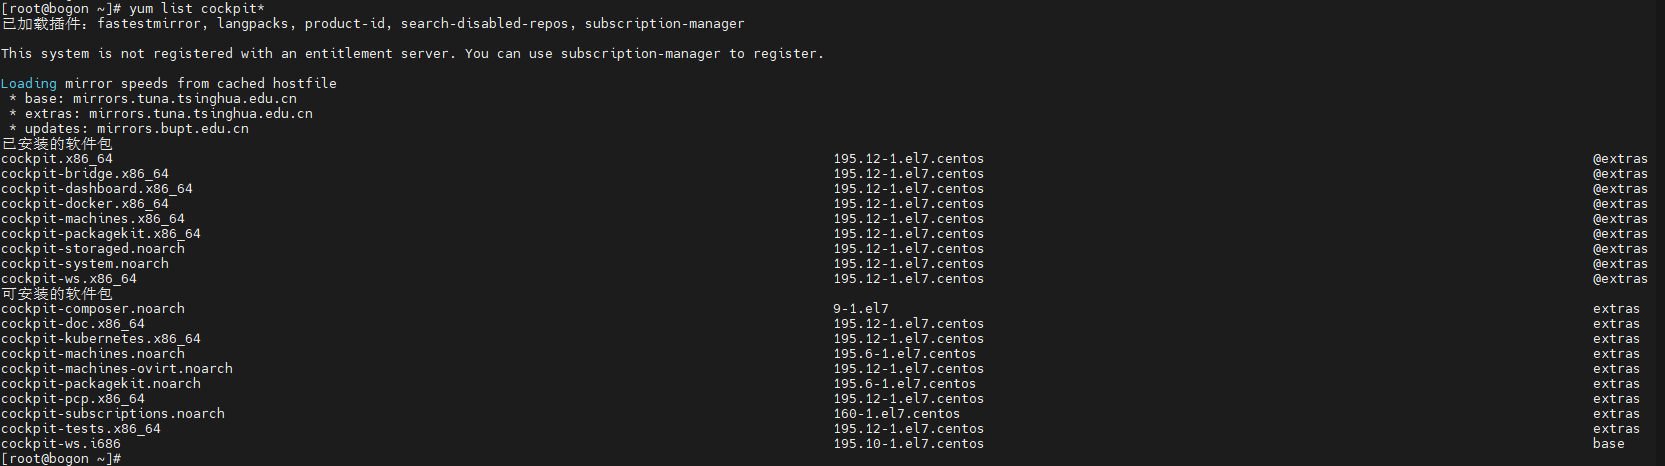 [root@bogon ~]# yum list cockpit*
已加载插件：fastestmirror, langpacks, product-id, search-disabled-repos, subscription-manager
This system is not registered with an entitlement server. You can use subscription-manager to register.
Loading mirror speeds from cached hostfile
 * base: mirrors.tuna.tsinghua.edu.cn
 * extras: mirrors.tuna.tsinghua.edu.cn
 * updates: mirrors.bupt.edu.cn
已安装的软件包
cockpit.x86_64 195.12-1.el7.centos @extras
cockpit-bridge.x86_64 195.12-1.el7.centos @extras
cockpit-dashboard.x86_64 195.12-1.el7.centos @extras
cockpit-docker.x86_64 195.12-1.el7.centos @extras
cockpit-machines.x86_64 195.12-1.el7.centos @extras
cockpit-packagekit.x86_64 195.12-1.el7.centos @extras
cockpit-storaged.noarch 195.12-1.el7.centos @extras
cockpit-system.noarch 195.12-1.el7.centos @extras
cockpit-ws.x86_64 195.12-1.el7.centos @extras
可安装的软件包
cockpit-composer.noarch 9-1.el7 extras
cockpit-doc.x86_64 195.12-1.el7.centos extras
cockpit-kubernetes.x86_64 195.12-1.el7.centos extras
cockpit-machines.noarch 195.6-1.el7.centos extras
cockpit-machines-ovirt.noarch 195.12-1.el7.centos extras
cockpit-packagekit.noarch 195.6-1.el7.centos extras
cockpit-pcp.x86_64 195.12-1.el7.centos extras
cockpit-subscriptions.noarch 160-1.el7.centos extras
cockpit-tests.x86_64 195.12-1.el7.centos extras
cockpit-ws.i686 195.10-1.el7.centos base
[root@bogon ~]#